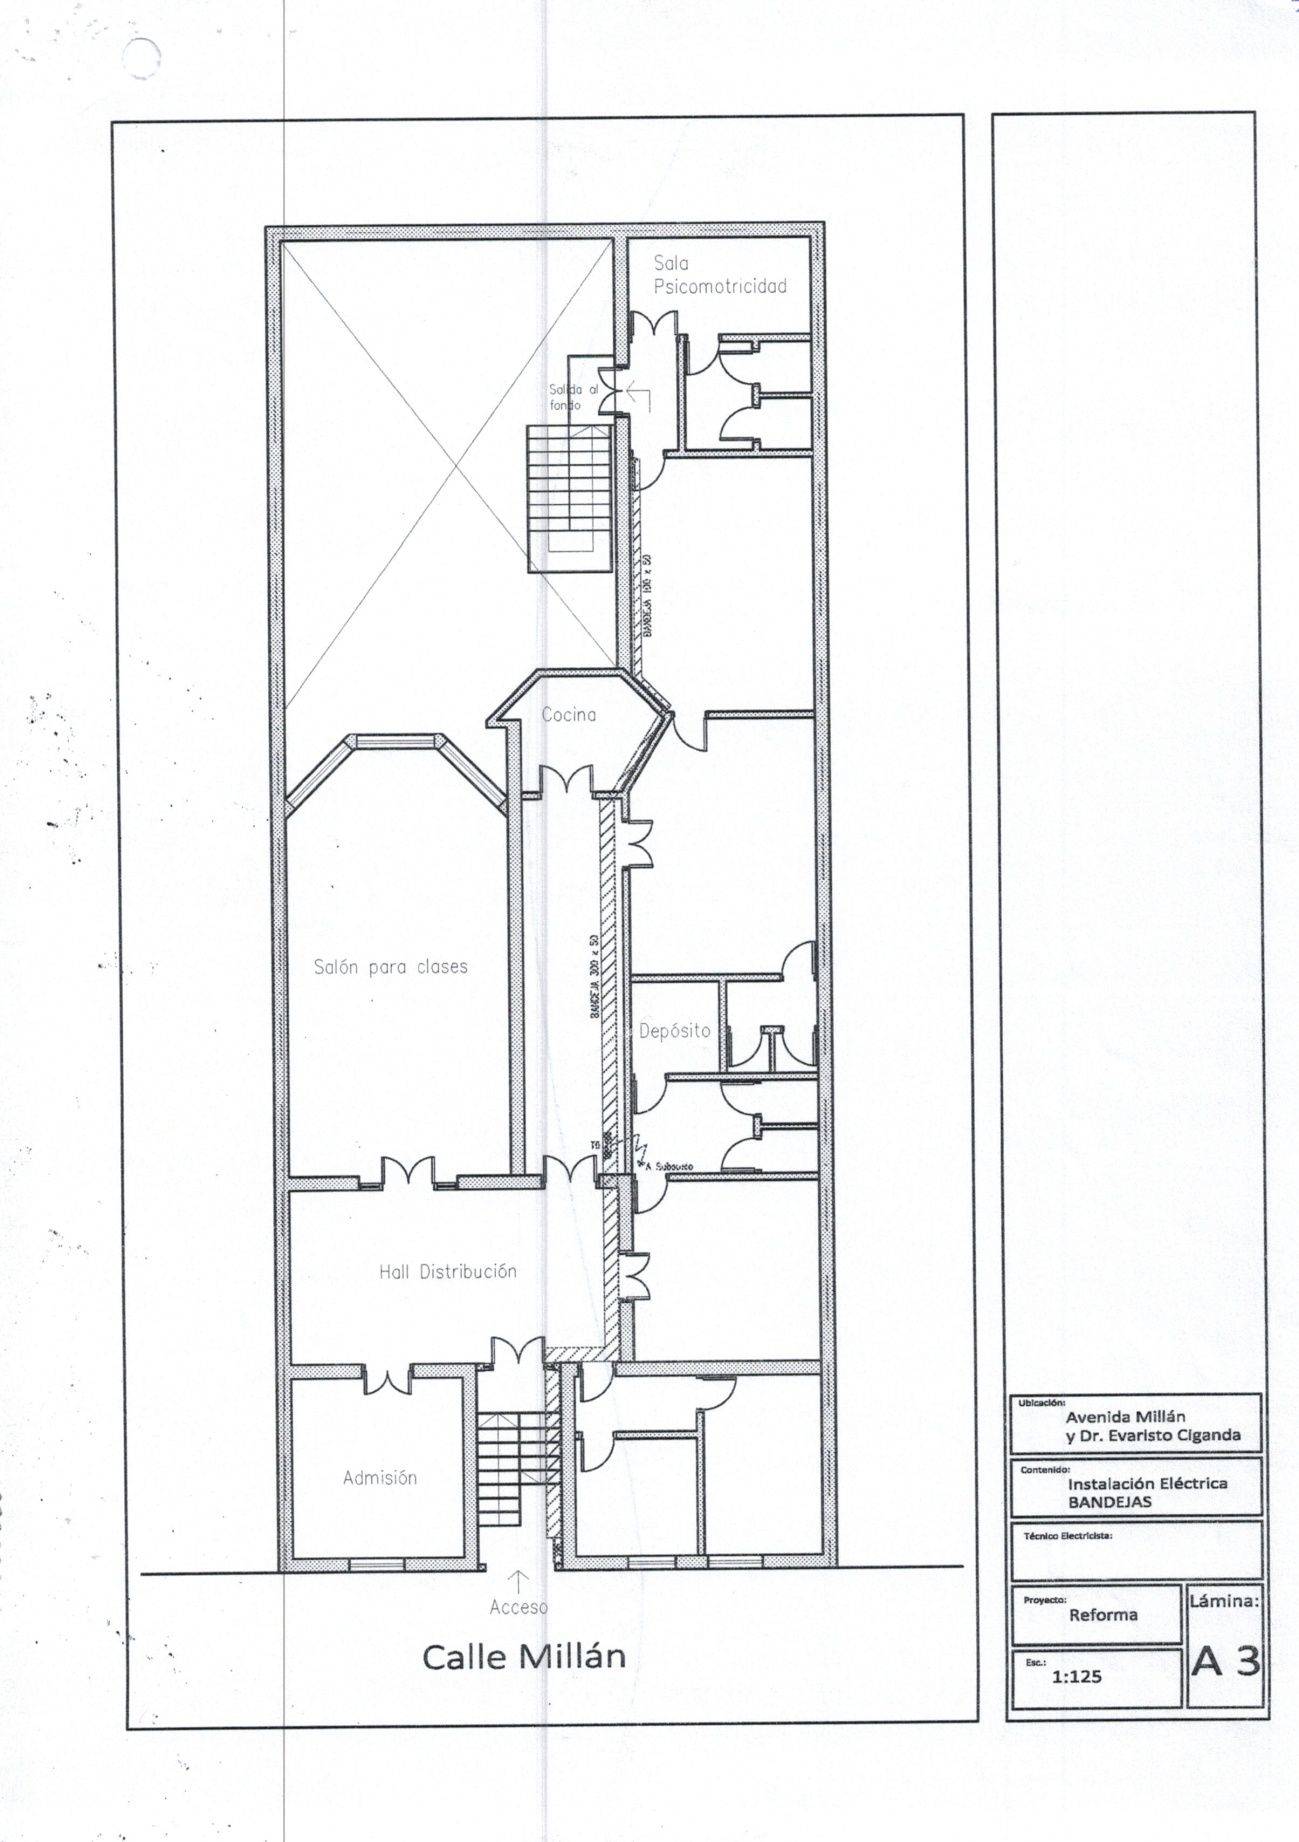 Sala
Psicomotricidad
Salida al
fondo
BANDEJA 100 x 50
Cocina
BANDEJA 300 x 50
Salón para clases
Depósito
TG
A Subsuelo
Hall Distribución
Admisión
Acceso
Calle Millán
Ubicación:
Avenida Millán
y Dr. Evaristo Ciganda
Contenido:
Instalación Eléctrica
BANDEJAS
Técnico Electricista:
Proyecto:
Reforma
Lámina:
A 3
Esc.:
1:125